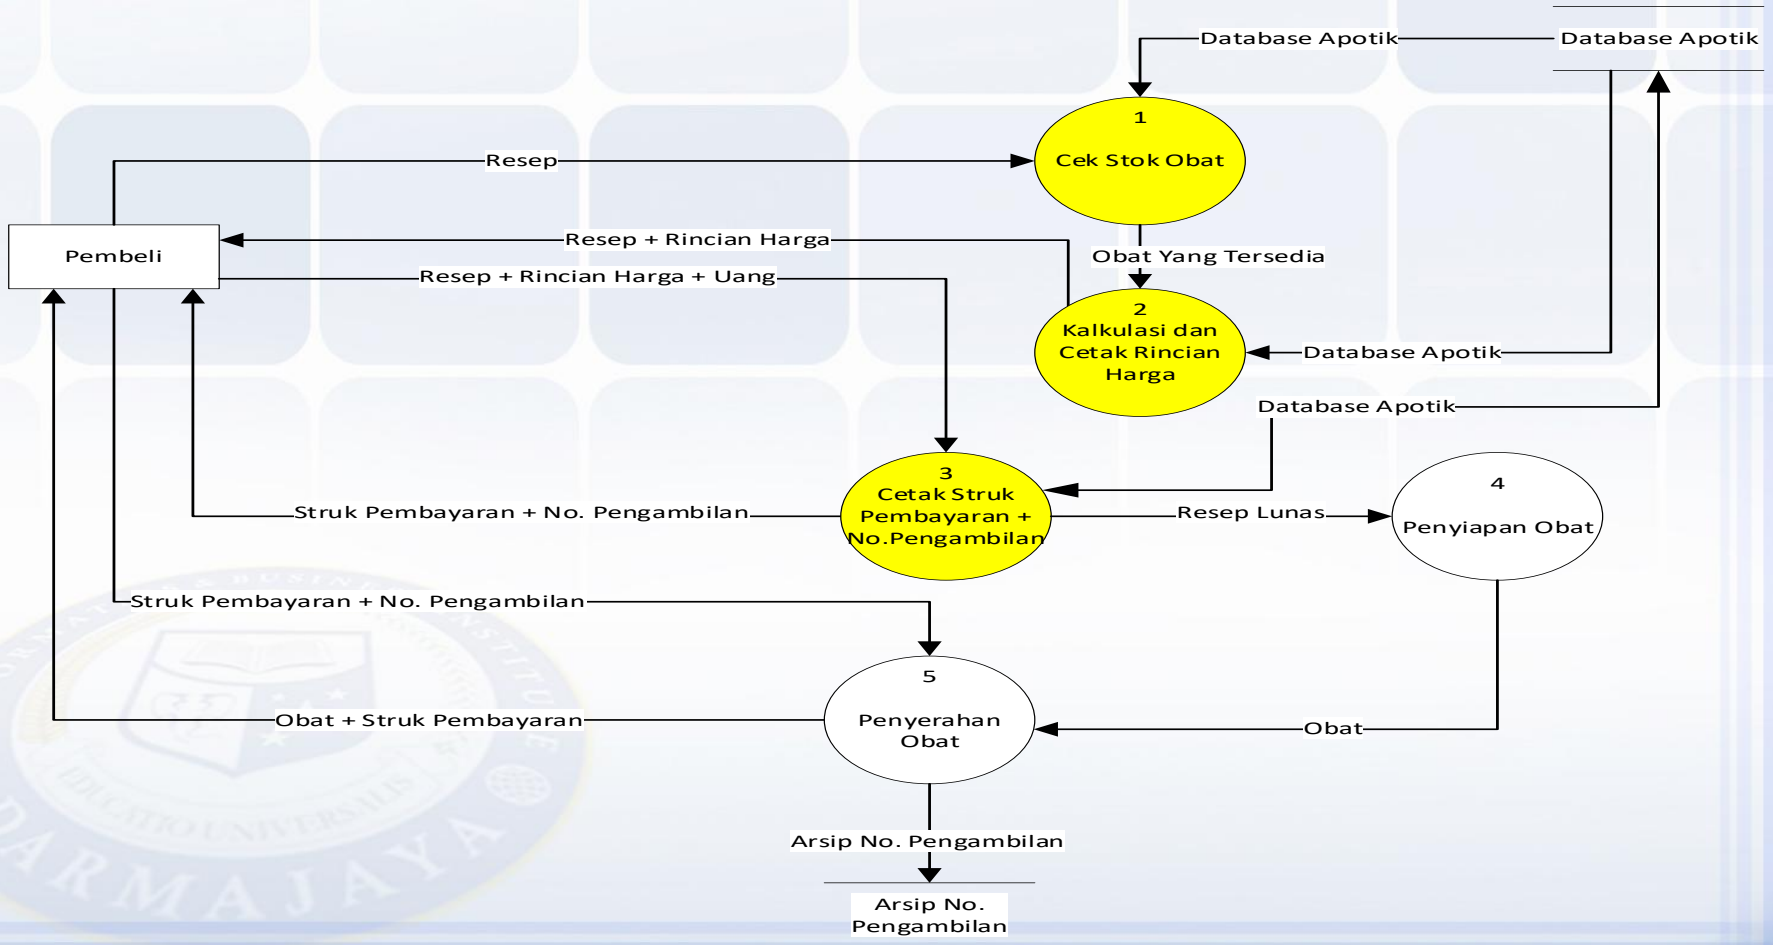 Database Apotik
Database Apotik
1
Cek Stok Obat
Resep
Resep + Rincian Harga
Obat Yang Tersedia
Pembeli
Resep + Rincian Harga + Uang
2
Kalkulasi dan
Cetak Rincian
Harga
Database Apotik
Database Apotik
3
Cetak Struk
Pembayaran +
No.Pengambilan
Struk Pembayaran + No. Pengambilan
Resep Lunas
4
Penyiapan Obat
Struk Pembayaran + No. Pengambilan
5
Penyerahan
Obat
Obat + Struk Pembayaran
Obat
Arsip No. Pengambilan
Arsip No.
Pengambilan
EDUCATIO UNIVERSALIS
DARMAJAYA